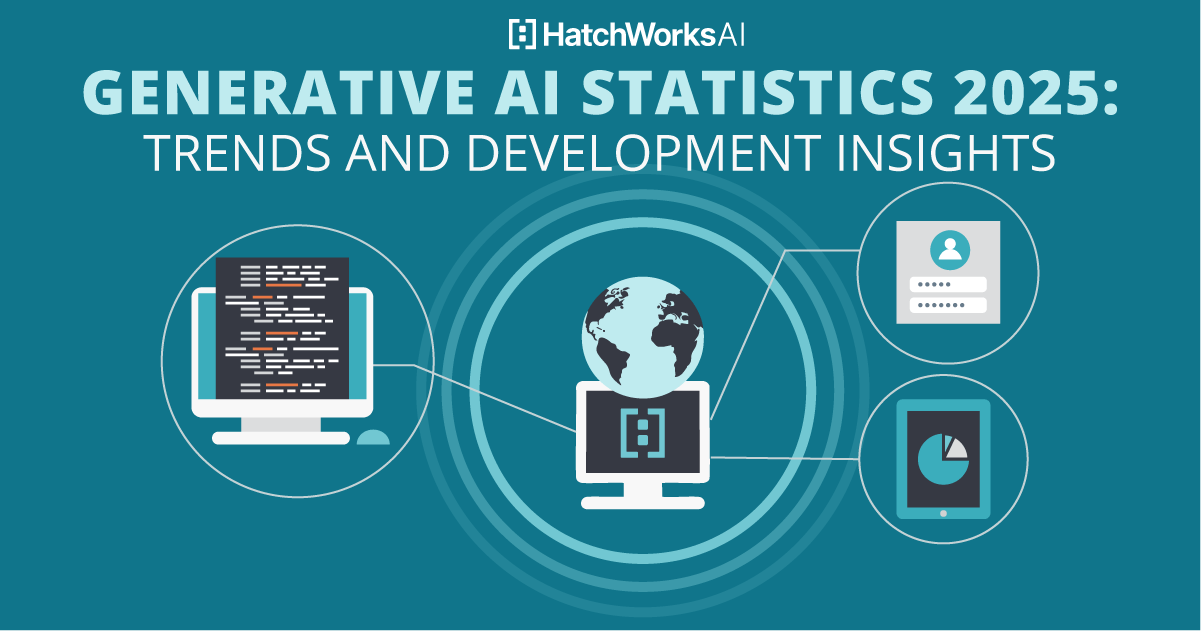 HatchWorksAI
GENERATIVE AI STATISTICS 2025:
TRENDS AND DEVELOPMENT INSIGHTS